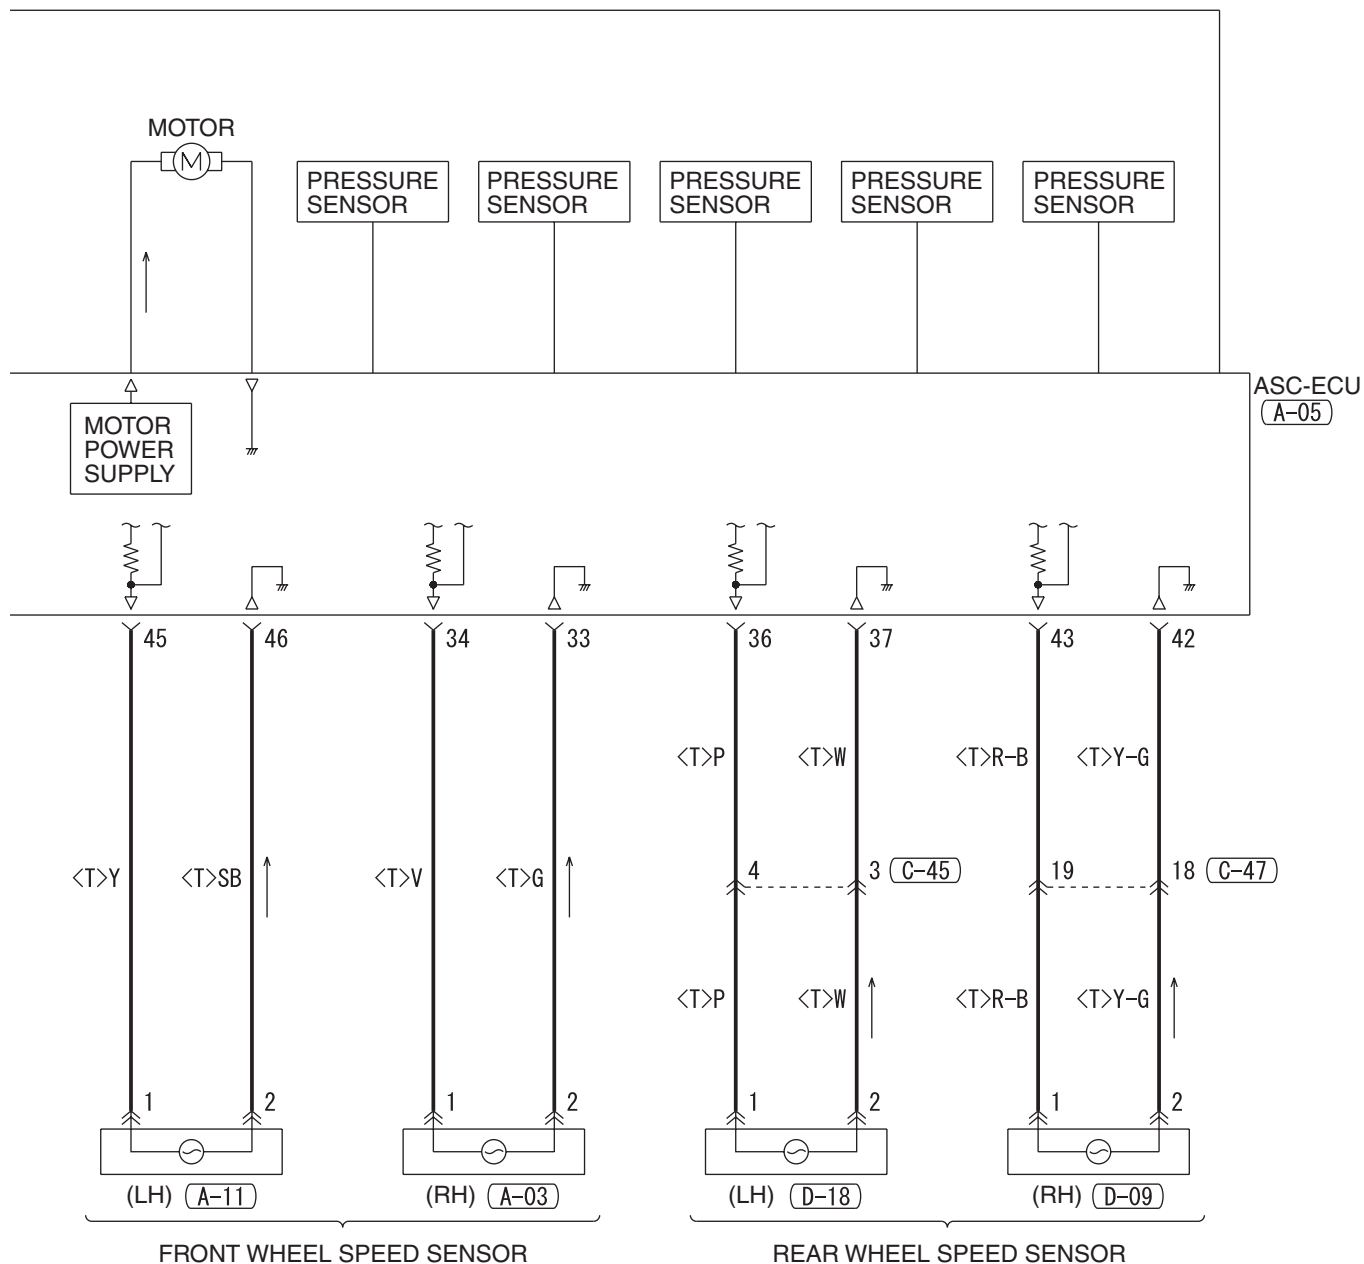 MOTOR
M
PRESSURE
SENSOR
PRESSURE
SENSOR
PRESSURE
SENSOR
PRESSURE
SENSOR
PRESSURE
SENSOR
ASC-ECU
A-05
MOTOR
POWER
SUPPLY
45 46 34 33 36 37 43 42
<T>P <T>W <T>R-B <T>Y-G
4 3 C-45 19 18 C-47
<T>Y <T>SB <T>V <T>G
<T>P <T>W <T>R-B <T>Y-G
1 2 1 2 1 2 1 2
(LH) A-11 (RH) A-03 (LH) D-18 (RH) D-09
FRONT WHEEL SPEED SENSOR REAR WHEEL SPEED SENSOR